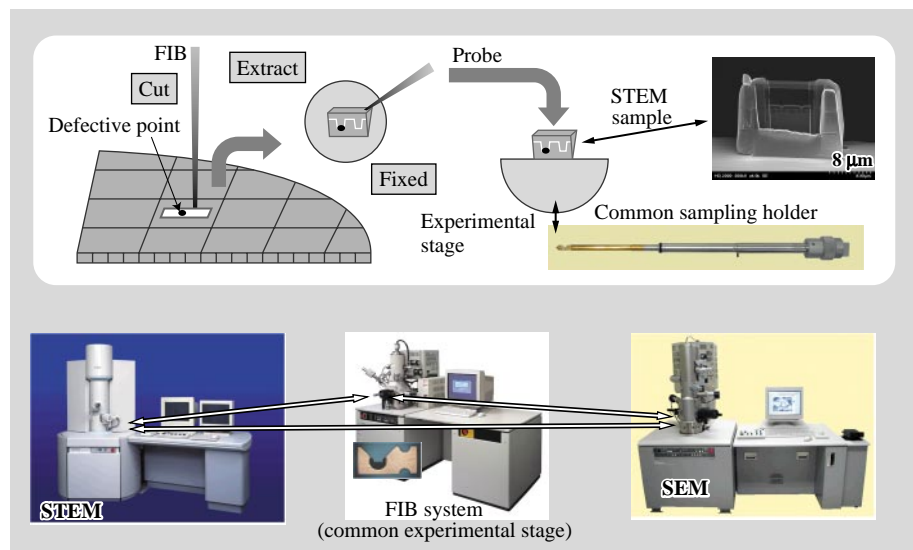 FIB
Cut
Extract
Probe
Defective point
STEM
sample
8 µm
Fixed
Experimental
stage
Common sampling holder
STEM
FIB system
(common experimental stage)
SEM